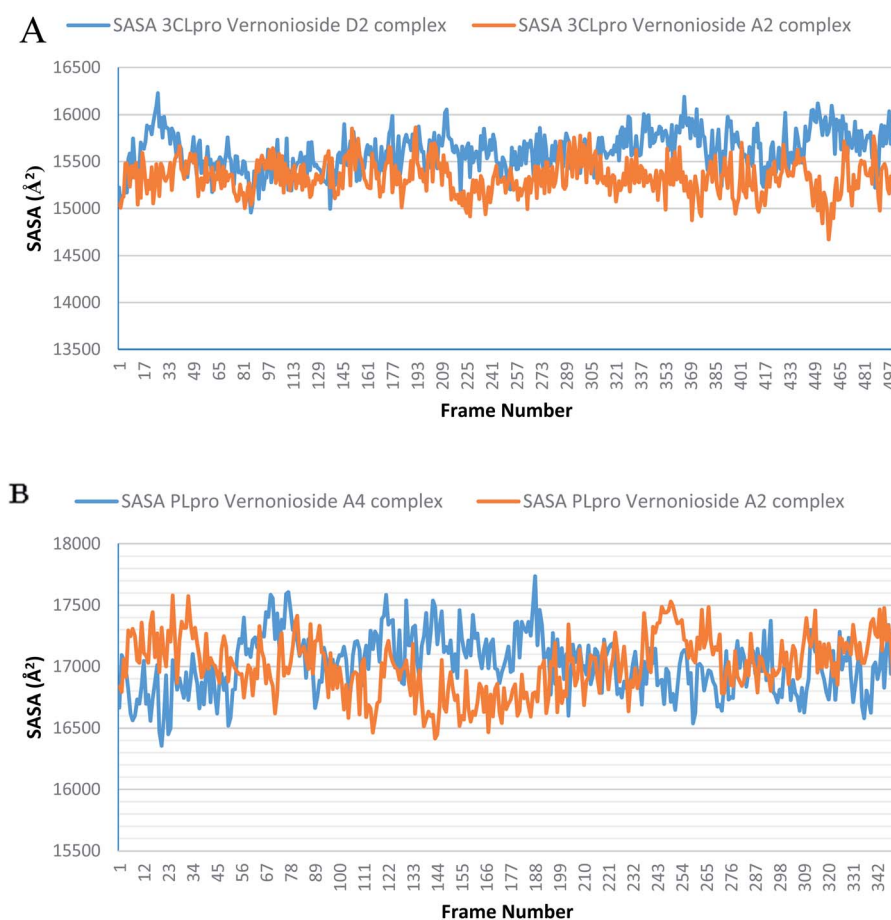 A
SASA 3CLpro Vernonioside D2 complex SASA 3CLpro Vernonioside A2 complex
16500
16000
15500
15000
14500
14000
13500
SASA (Å²)
1 17 33 49 65 81 97 113 129 145 161 177 193 209 225 241 257 273 289 305 321 337 353 369 385 401 417 433 449 465 481 497
Frame Number
B
SASA PLpro Vernonioside A4 complex SASA PLpro Vernonioside A2 complex
18000
17500
17000
16500
16000
15500
SASA (Å²)
1 12 23 34 45 56 67 78 89 100 111 122 133 144 155 166 177 188 199 210 221 232 243 254 265 276 287 298 309 320 331 342
Frame Number